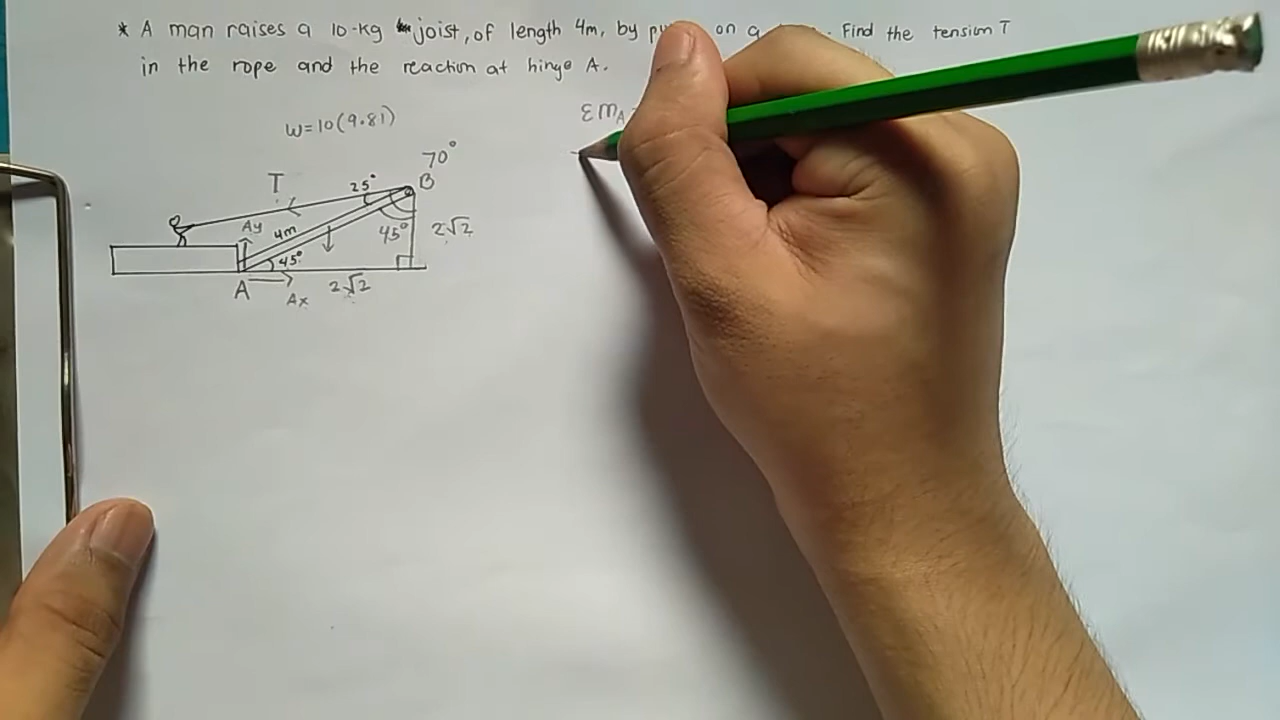 * A man raises a 10-kg joist, of length 4m, by on a . Find the tension T
in the rope and the reaction at hinge A.
W=10(9.81)
ΣMA
70°
T
25°
B
Ay
4m
45°
2√2
45°
A
Ax
2√2